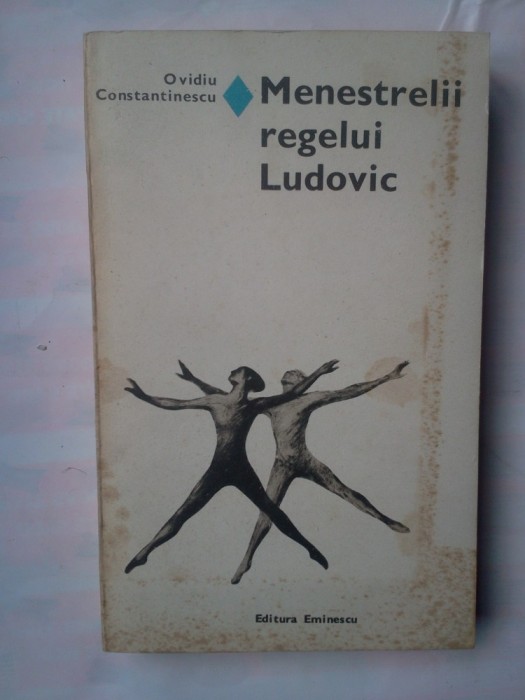 Ovidiu
Constantinescu
Menestrelii
regelui
Ludovic
Editura Eminescu